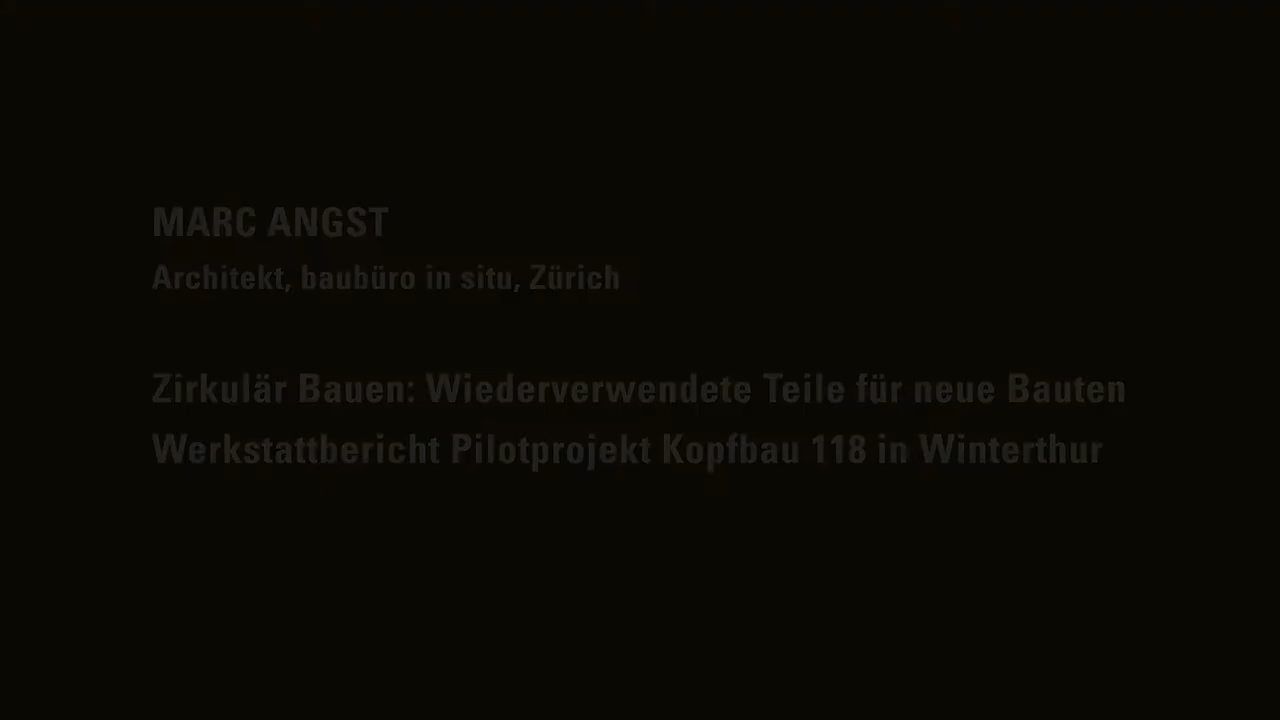 MARC ANGST
Architekt, baubüro in situ, Zürich
Zirkulär Bauen: Wiederverwendete Teile für neue Bauten
Werkstattbericht Pilotprojekt Kopfbau 118 in Winterthur